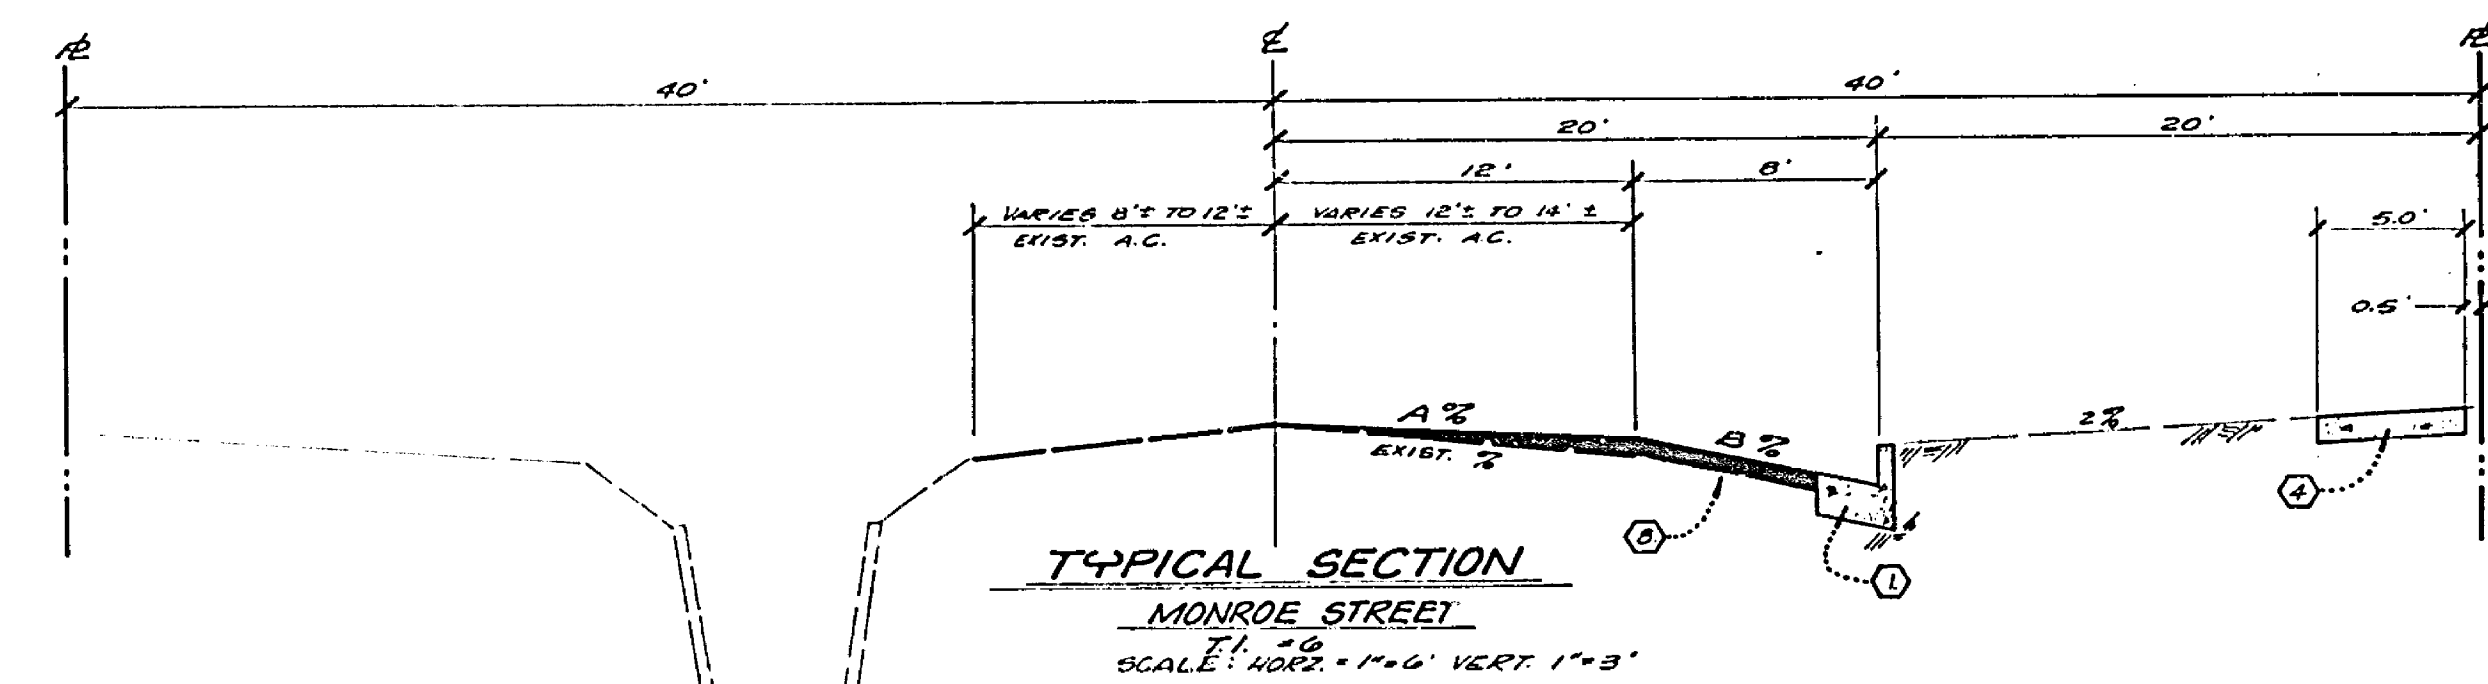 ℄
40'
40'
20'
20'
12'
8'
VARIES 8'± TO 12'±
VARIES 12'± TO 14'±
5.0'
EXIST. A.C.
EXIST. A.C.
0.5'
A%
B%
2%
EXIST. %
4
8
1
TYPICAL SECTION
MONROE STREET
T.I. = 6
SCALE: HORZ. = 1"=6' VERT. 1"=3'